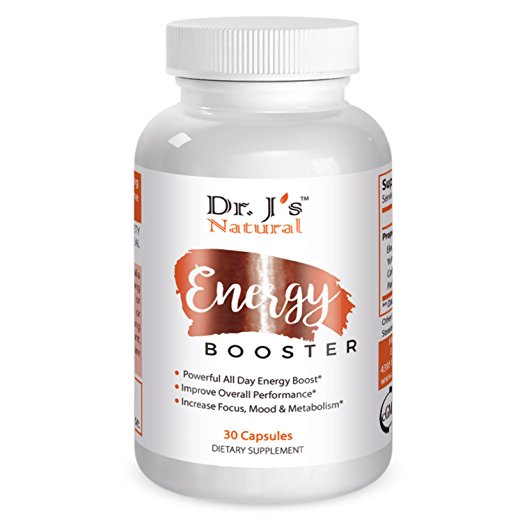 Dr. J's™
Natural
Energy
BOOSTER
• Powerful All Day Energy Boost*
• Improve Overall Performance*
• Increase Focus, Mood & Metabolism*
30 Capsules
DIETARY SUPPLEMENT